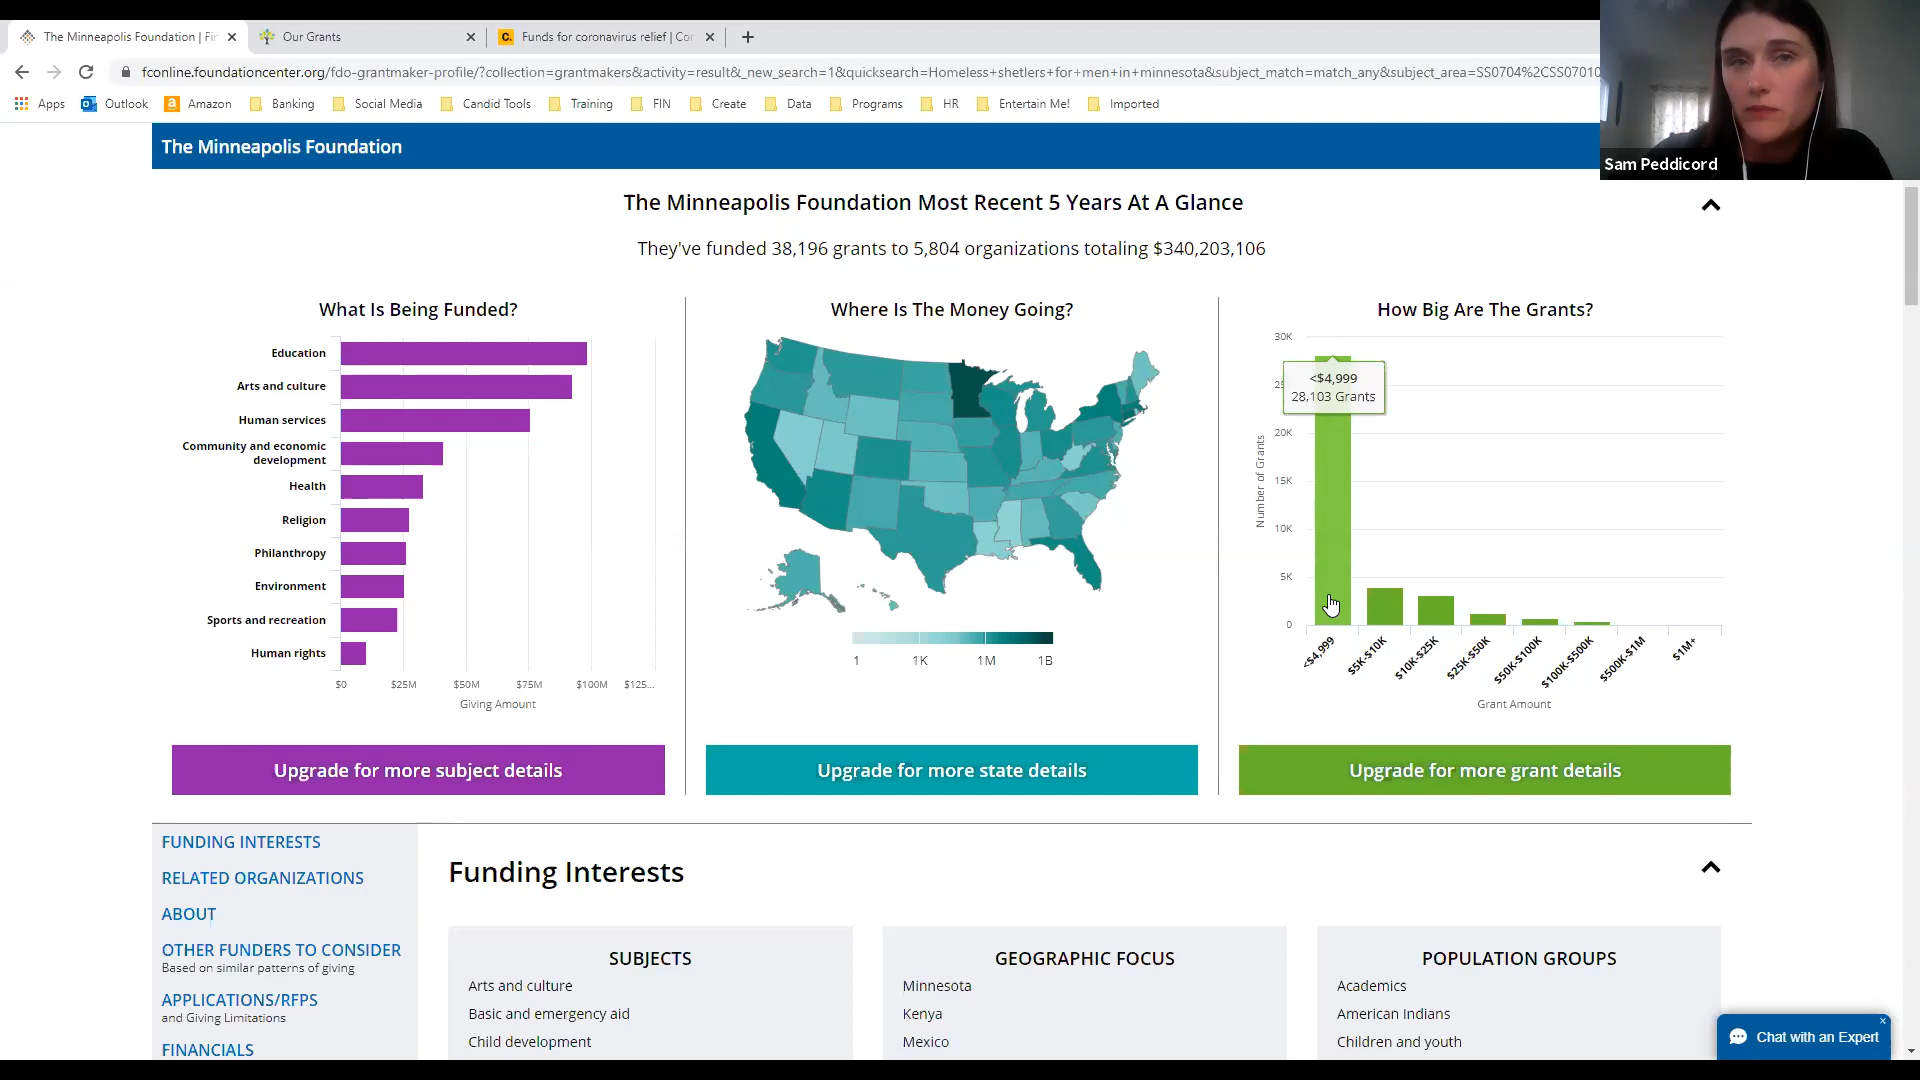 The Minneapolis Foundation | Fin
Our Grants
Funds for coronavirus relief | Cor
fconline.foundationcenter.org/fdo-grantmaker-profile/?collection=grantmakers&activity=result&_new_search=1&quicksearch=Homeless+shetlers+for+men+in+minnesota&subject_match=match_any&subject_area=SS0704%2CSS07010
Apps
Outlook
Amazon
Banking
Social Media
Candid Tools
Training
FIN
Create
Data
Programs
HR
Entertain Me!
Imported
Sam Peddicord
The Minneapolis Foundation
The Minneapolis Foundation Most Recent 5 Years At A Glance
They've funded 38,196 grants to 5,804 organizations totaling $340,203,106
What Is Being Funded?
Education
Arts and culture
Human services
Community and economic
development
Health
Religion
Philanthropy
Environment
Sports and recreation
Human rights
$0 $25M $50M $75M $100M $125...
Giving Amount
Upgrade for more subject details
Where Is The Money Going?
1 1K 1M 1B
Upgrade for more state details
How Big Are The Grants?
30K
25
20K
15K
10K
5K
0
Number of Grants
<$4,999
28,103 Grants
<$4,999
$5K-$10K
$10K-$25K
$25K-$50K
$50K-$100K
$100K-$500K
$500K-$1M
$1M+
Grant Amount
Upgrade for more grant details
FUNDING INTERESTS
RELATED ORGANIZATIONS
ABOUT
OTHER FUNDERS TO CONSIDER
Based on similar patterns of giving
APPLICATIONS/RFPS
and Giving Limitations
FINANCIALS
Funding Interests
SUBJECTS
Arts and culture
Basic and emergency aid
Child development
GEOGRAPHIC FOCUS
Minnesota
Kenya
Mexico
POPULATION GROUPS
Academics
American Indians
Children and youth
Chat with an Expert